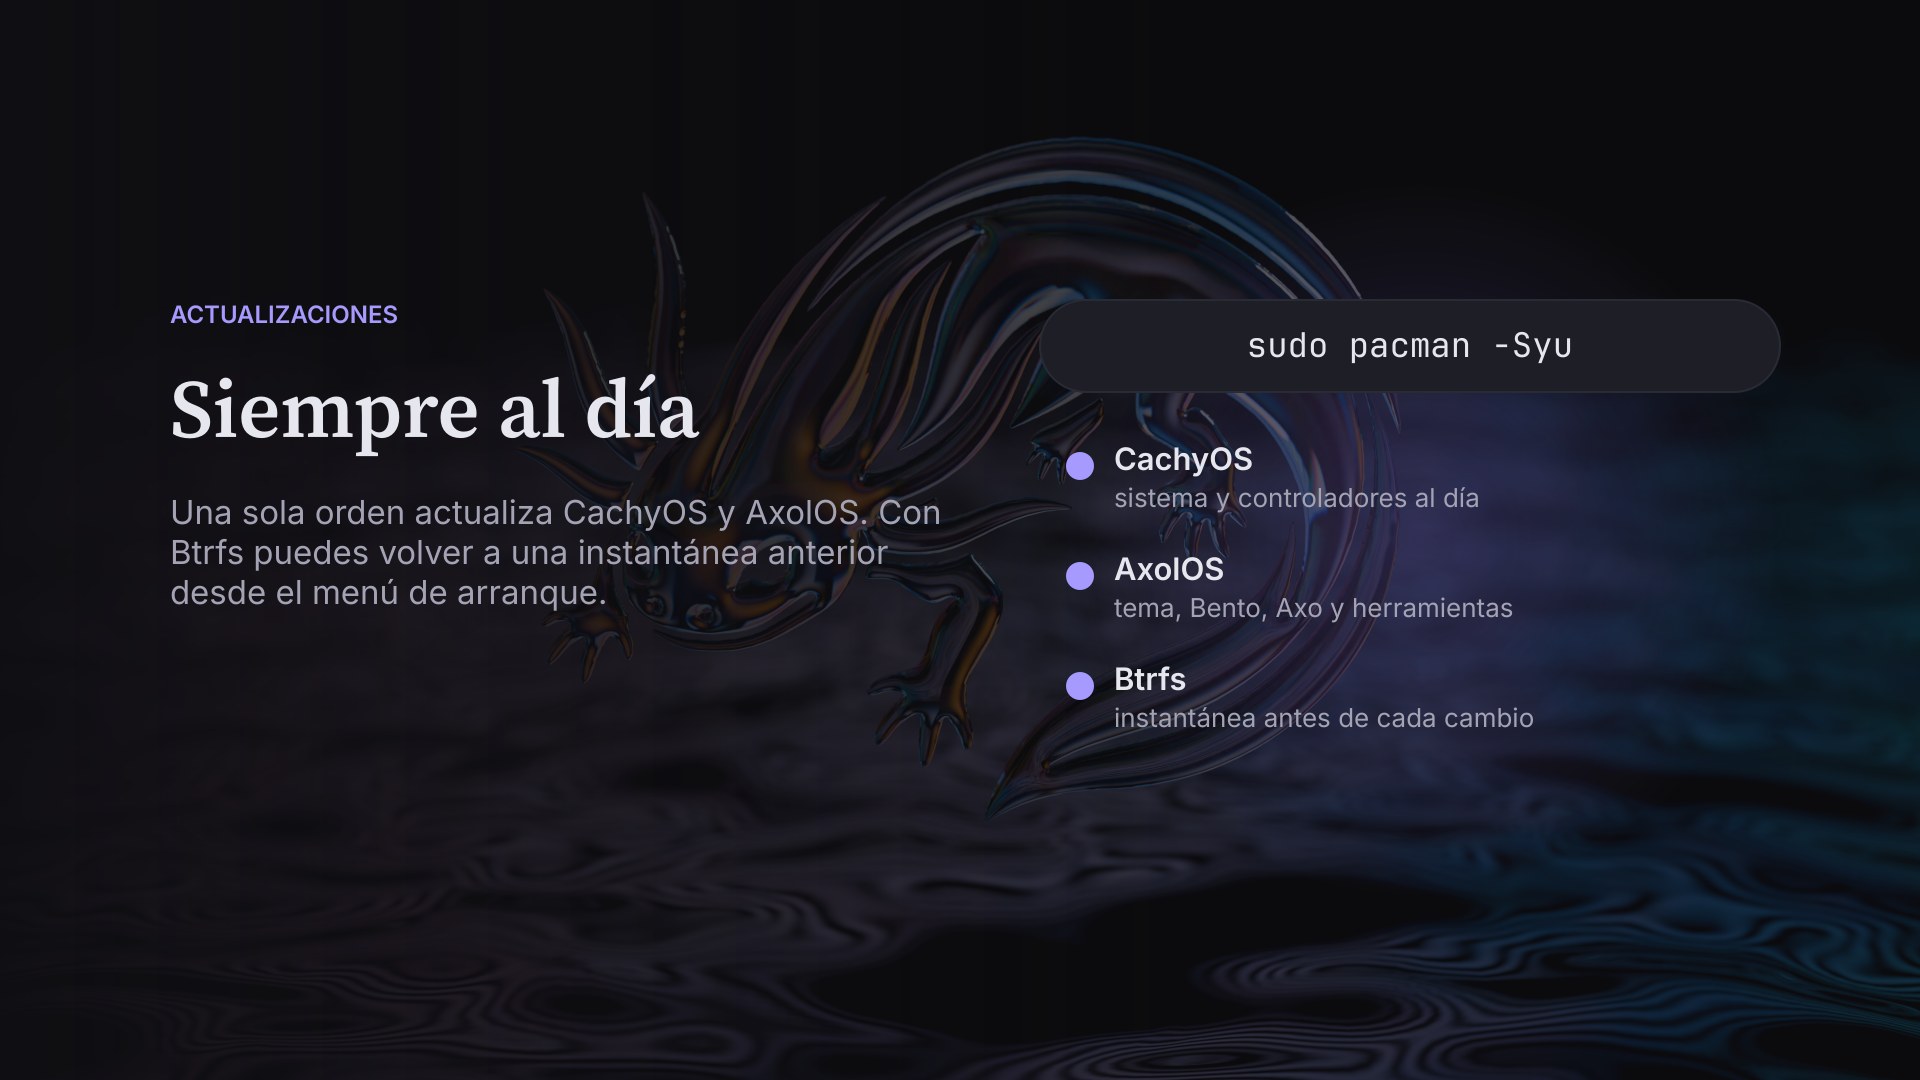 ACTUALIZACIONES
Siempre al día
Una sola orden actualiza CachyOS y AxolOS. Con
Btrfs puedes volver a una instantánea anterior
desde el menú de arranque.
sudo pacman -Syu
CachyOS
sistema y controladores al día
AxolOS
tema, Bento, Axo y herramientas
Btrfs
instantánea antes de cada cambio